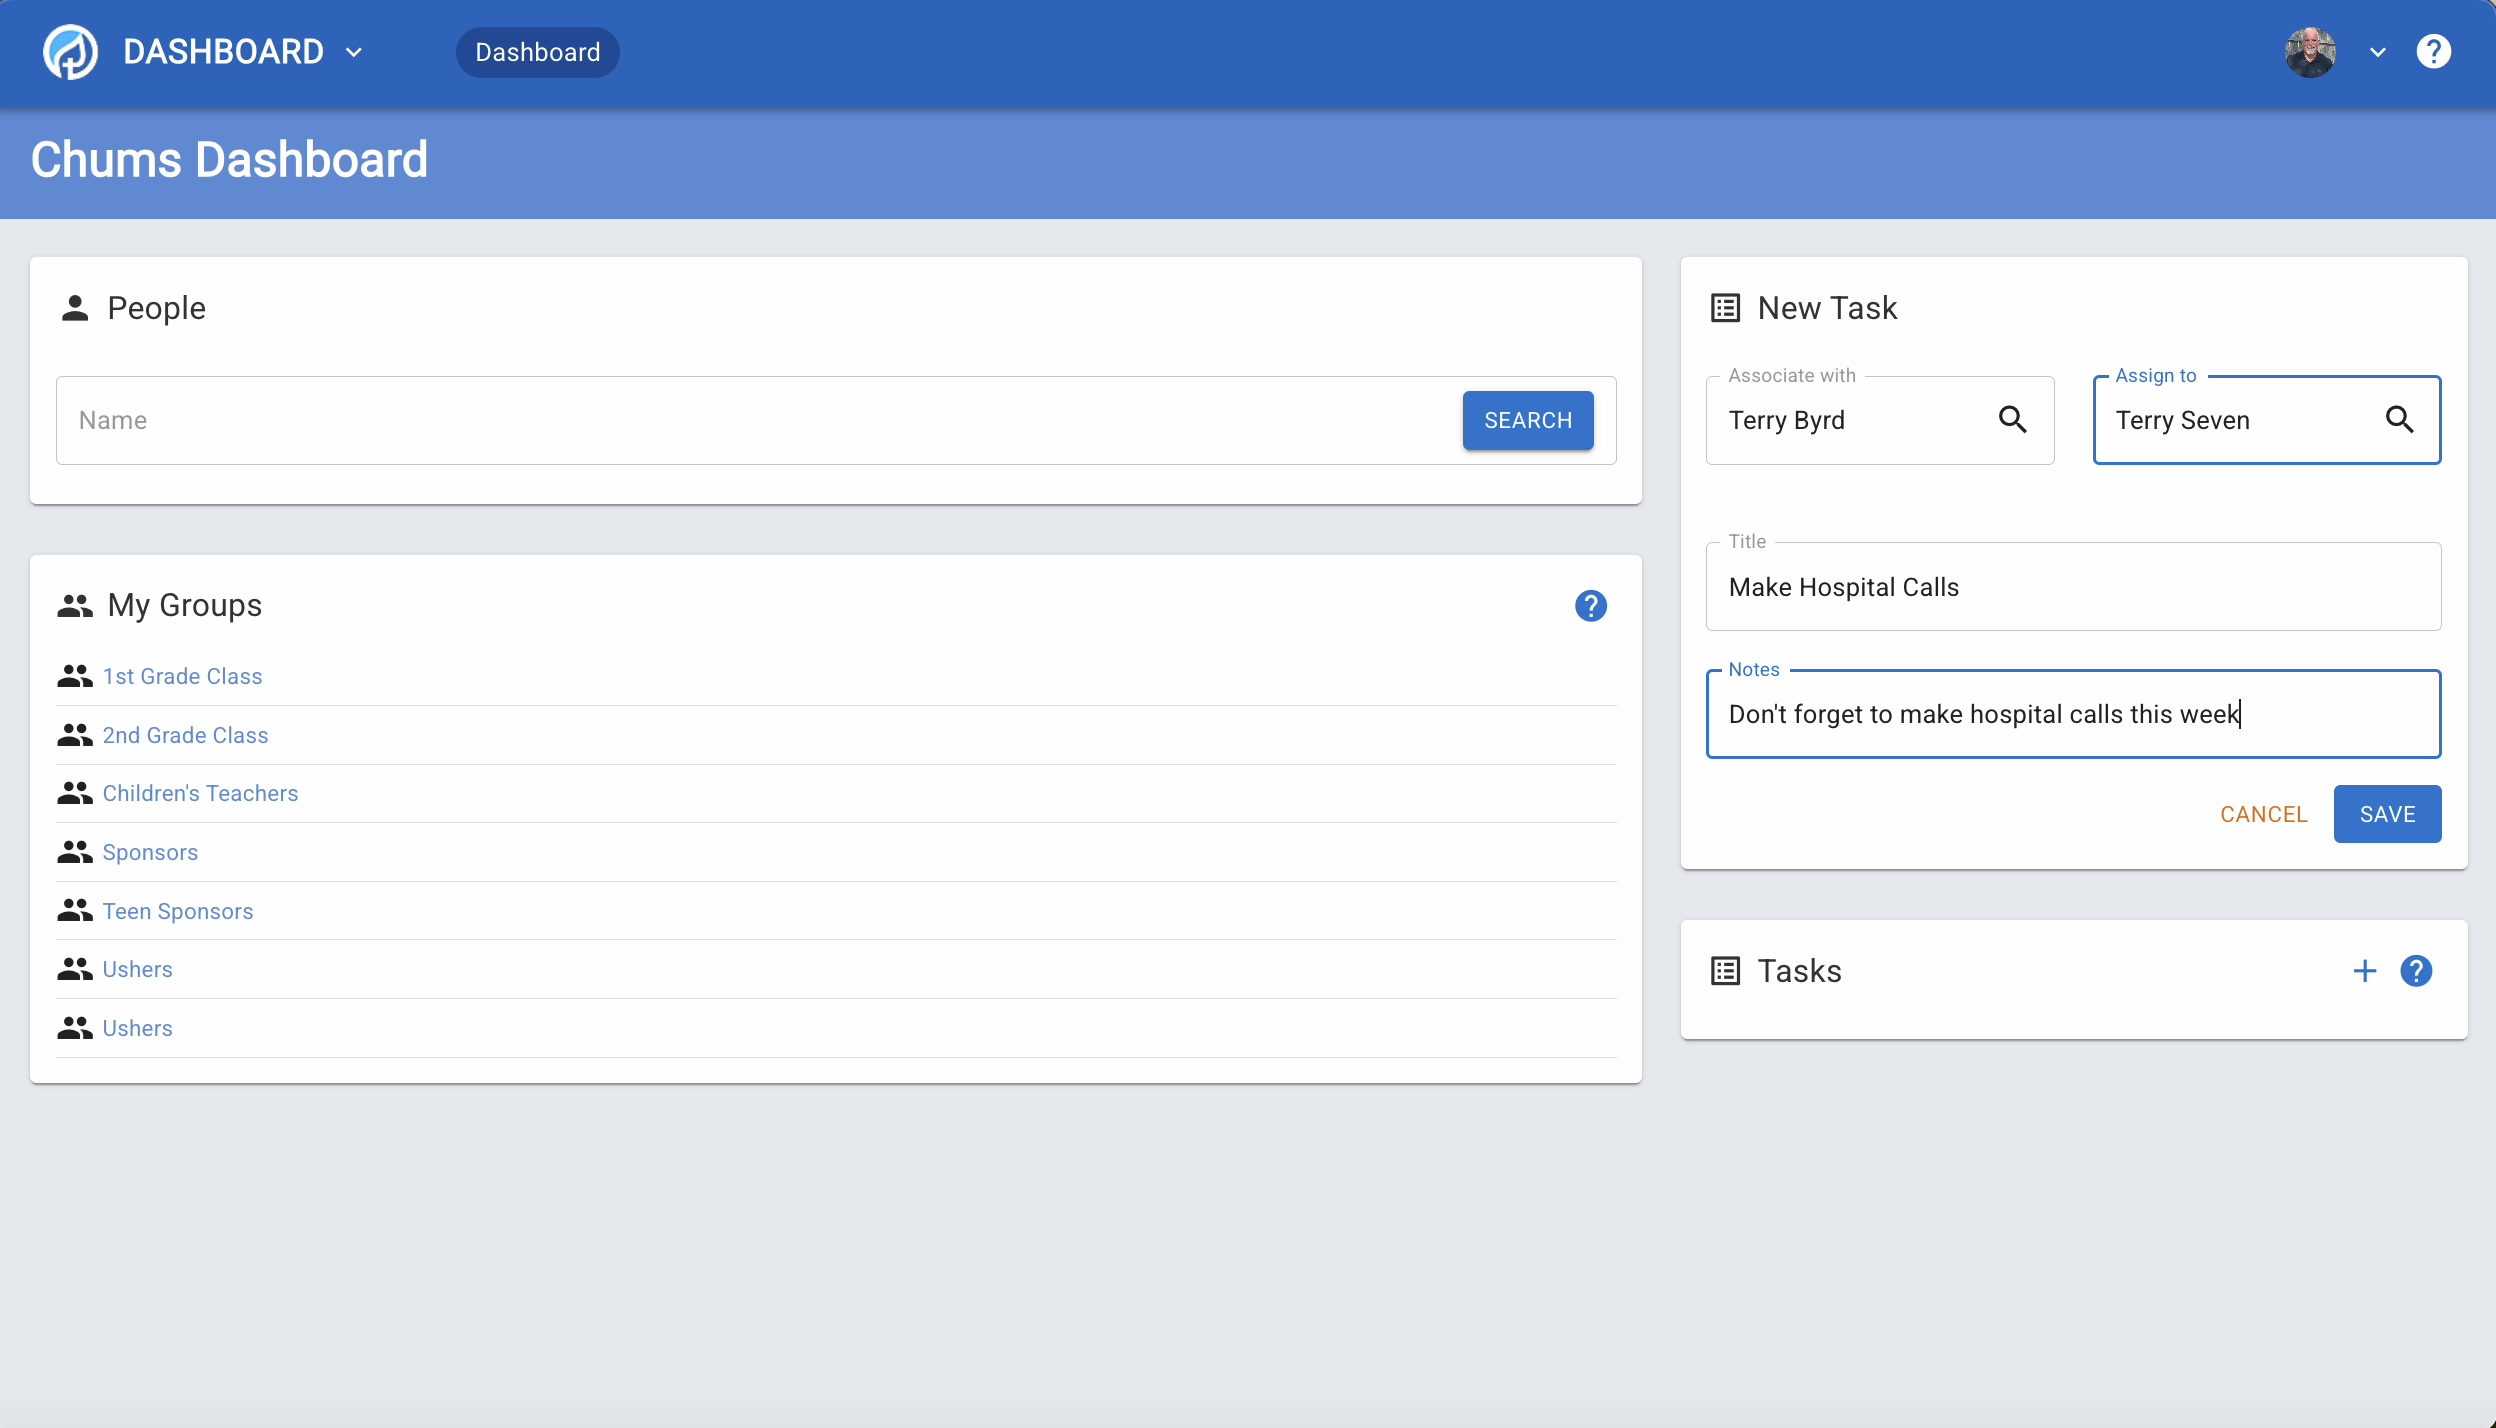 DASHBOARD
Dashboard
?
Chums Dashboard
People
Name
SEARCH
My Groups
?
1st Grade Class
2nd Grade Class
Children's Teachers
Sponsors
Teen Sponsors
Ushers
Ushers
New Task
Associate with
Terry Byrd
Assign to
Terry Seven
Title
Make Hospital Calls
Notes
Don't forget to make hospital calls this week
CANCEL
SAVE
Tasks
+
?